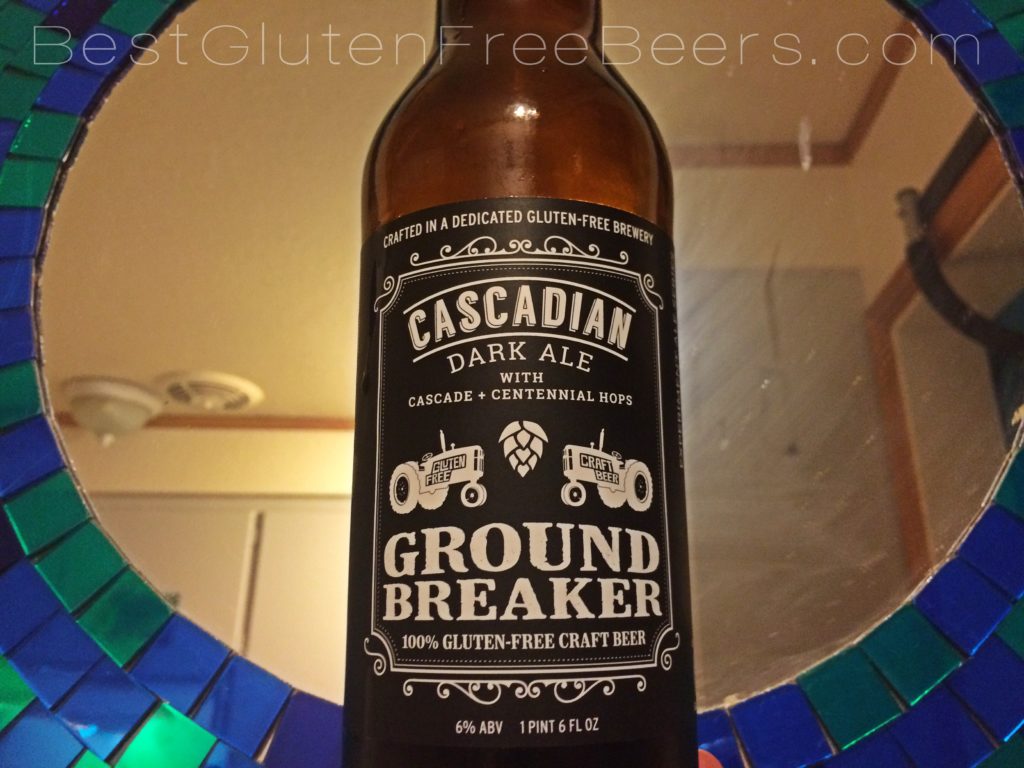 BestGlutenFreeBeers.com
CRAFTED IN A DEDICATED GLUTEN-FREE BREWERY
CASCADIAN
DARK ALE
WITH
CASCADE + CENTENNIAL HOPS
GLUTEN
FREE
CRAFT
BEER
GROUND
BREAKER
100% GLUTEN-FREE CRAFT BEER
6% ABV 1 PINT 6 FL OZ